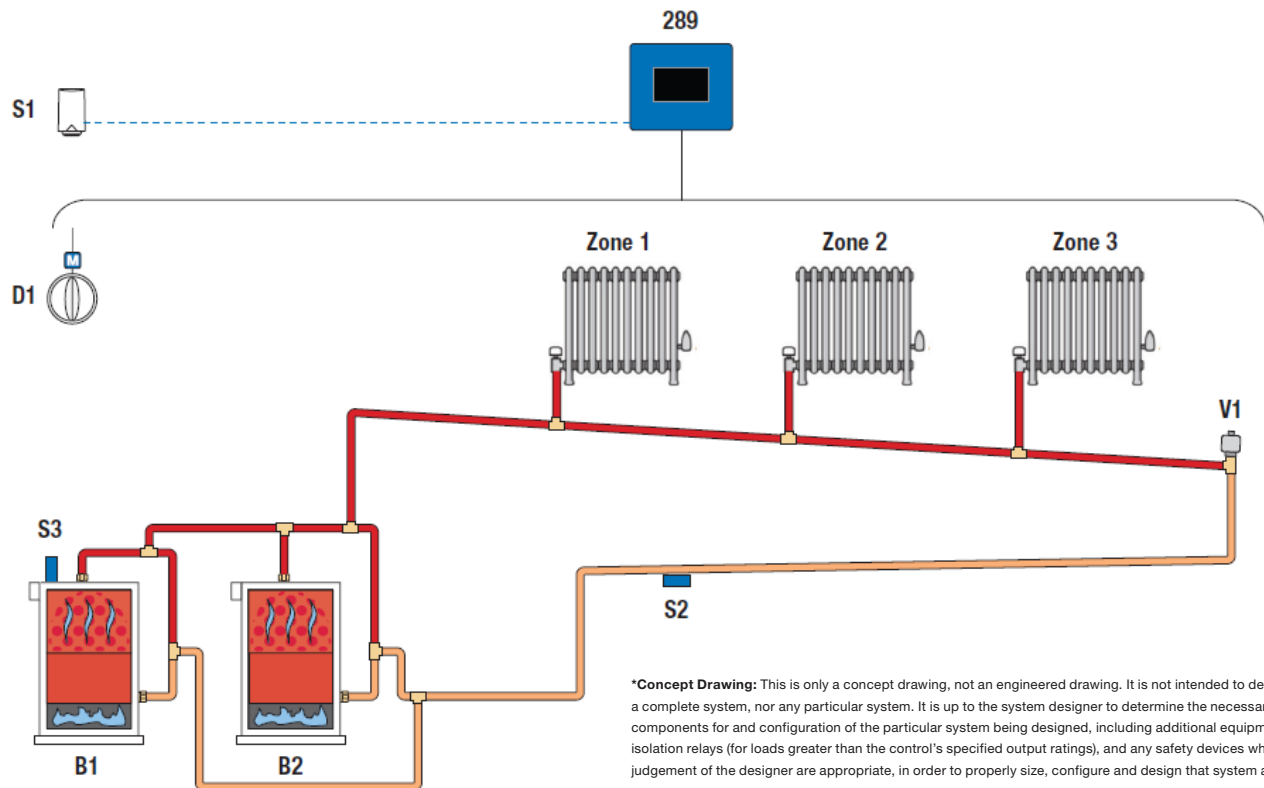 289
S1
M
D1
Zone 1
Zone 2
Zone 3
V1
S3
S2
B1
B2
*Concept Drawing: This is only a concept drawing, not an engineered drawing. It is not intended to de
a complete system, nor any particular system. It is up to the system designer to determine the necessar
components for and configuration of the particular system being designed, including additional equipm
isolation relays (for loads greater than the control's specified output ratings), and any safety devices wh
judgement of the designer are appropriate, in order to properly size, configure and design that system a